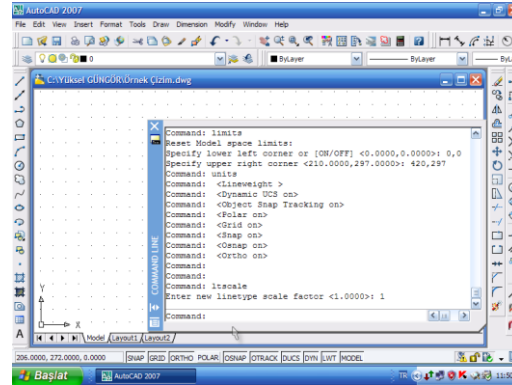 AutoCAD 2007
File Edit View Insert Format Tools Draw Dimension Modify Window Help
0 ByLayer ByLayer ByL
C:\Yüksel GÜNGÖR\Örnek Çizim.dwg
Command: limits
Reset Model space limits:
Specify lower left corner or [ON/OFF] <0.0000,0.0000>: 0,0
Specify upper right corner <210.0000,297.0000>: 420,297
Command: units
Command: <Lineweight >
Command: <Dynamic UCS on>
Command: <Object Snap Tracking on>
Command: <Polar on>
Command: <Grid on>
Command: <Snap on>
Command: <Osnap on>
Command: <Ortho on>
Command:
Command:
Command: ltscale
Enter new linetype scale factor <1.0000>: 1
Command:
COMMAND LINE
Y
X
Model Layout1 Layout2
206.0000, 272.0000, 0.0000 SNAP GRID ORTHO POLAR OSNAP OTRACK DUCS DYN LWT MODEL
Başlat AutoCAD 2007 TR 11:50